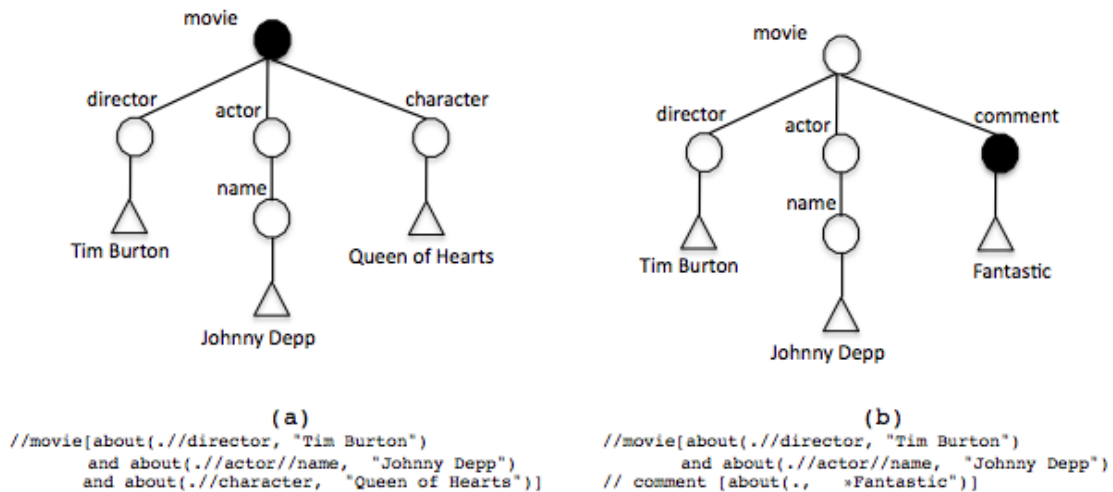 movie
director
actor
character
name
Tim Burton
Queen of Hearts
Johnny Depp
(a)
//movie[about(.//director, "Tim Burton")
and about(.//actor//name, "Johnny Depp")
and about(.//character, "Queen of Hearts")]
movie
director
actor
comment
name
Tim Burton
Fantastic
Johnny Depp
(b)
//movie[about(.//director, "Tim Burton")
and about(.//actor//name, "Johnny Depp")
// comment [about(., »Fantastic")]